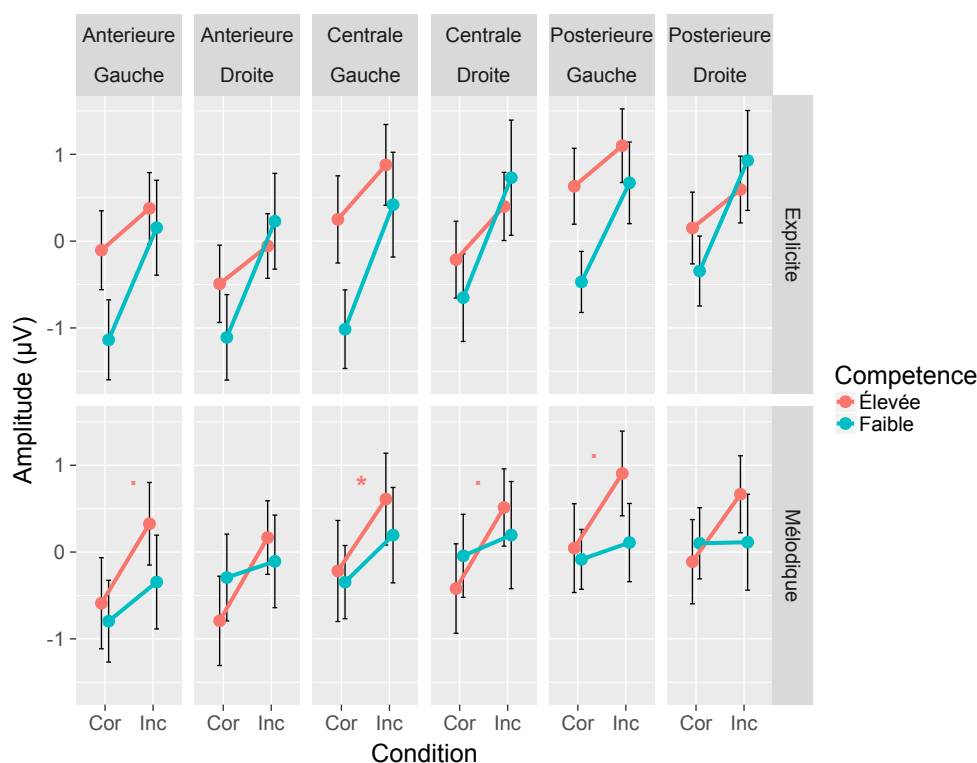 Anterieure Anterieure Centrale Centrale Posterieure Posterieure
Gauche Droite Gauche Droite Gauche Droite
Amplitude (µV)
1
0
-1
Explicite
1
0
-1
Mélodique
* 
Cor Inc Cor Inc Cor Inc Cor Inc Cor Inc Cor Inc
Condition
Competence
Élevée
Faible